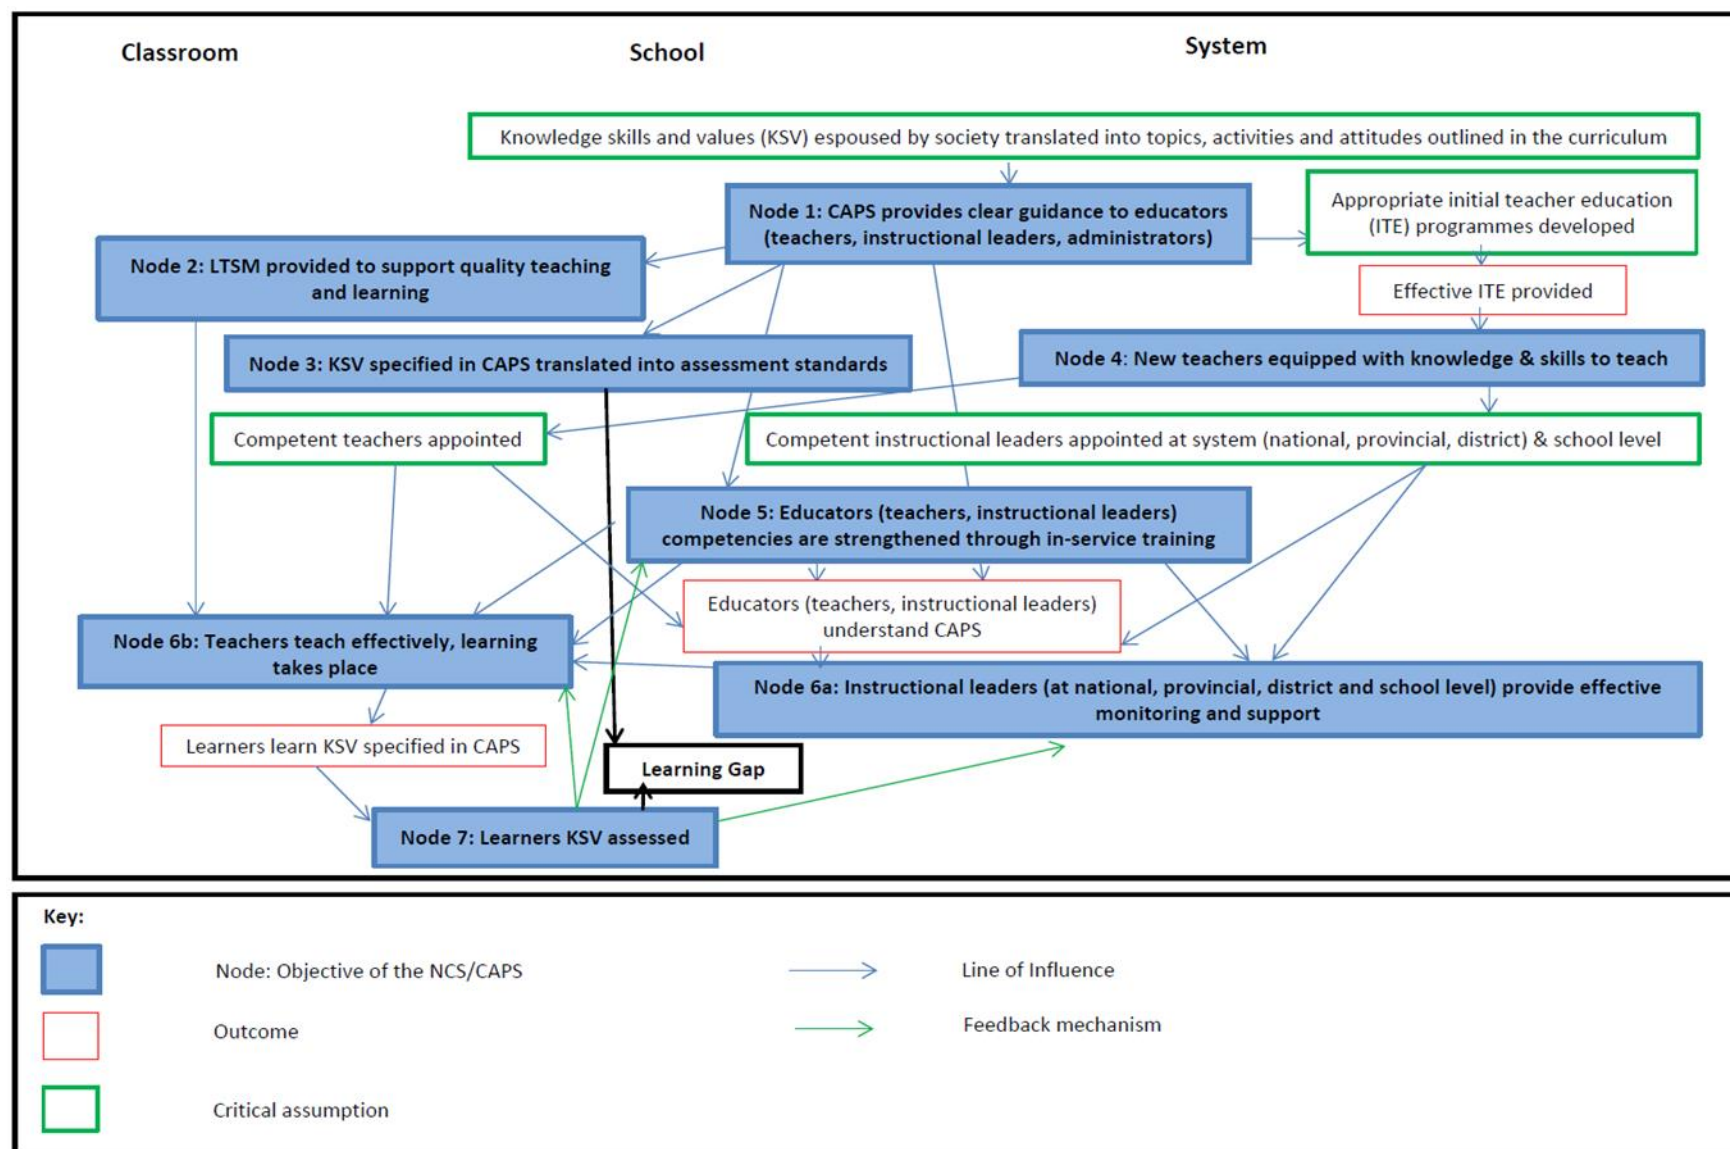 Classroom
School
System
Knowledge skills and values (KSV) espoused by society translated into topics, activities and attitudes outlined in the curriculum
Node 1: CAPS provides clear guidance to educators
(teachers, instructional leaders, administrators)
Appropriate initial teacher education
(ITE) programmes developed
Node 2: LTSM provided to support quality teaching
and learning
Effective ITE provided
Node 3: KSV specified in CAPS translated into assessment standards
Node 4: New teachers equipped with knowledge & skills to teach
Competent teachers appointed
Competent instructional leaders appointed at system (national, provincial, district) & school level
Node 5: Educators (teachers, instructional leaders)
competencies are strengthened through in-service training
Educators (teachers, instructional leaders)
understand CAPS
Node 6b: Teachers teach effectively, learning
takes place
Node 6a: Instructional leaders (at national, provincial, district and school level) provide effective
monitoring and support
Learners learn KSV specified in CAPS
Learning Gap
Node 7: Learners KSV assessed
Key:
Node: Objective of the NCS/CAPS
Line of Influence
Outcome
Feedback mechanism
Critical assumption